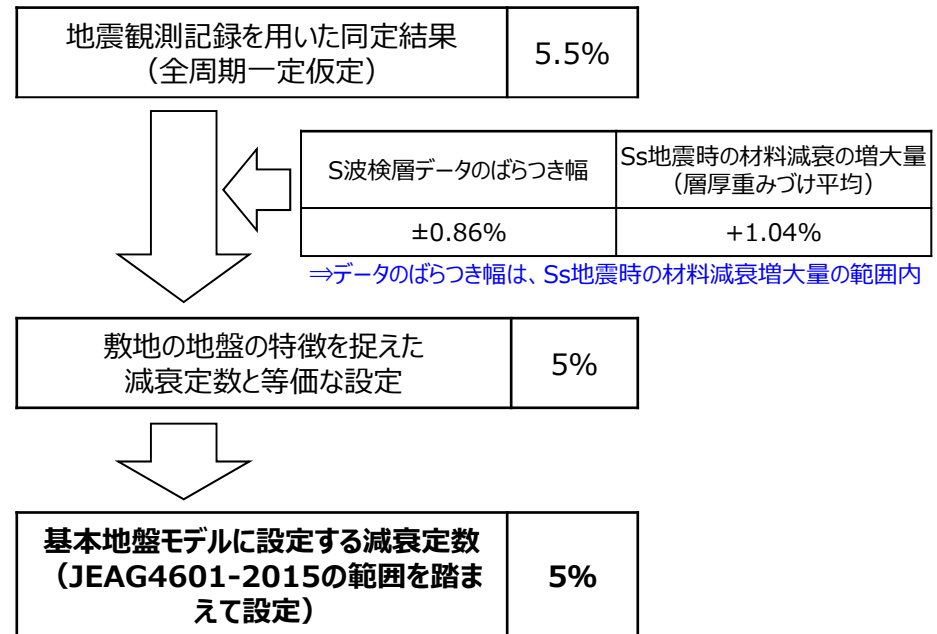 地震観測記録を用いた同定結果
（全周期一定仮定）
5.5%
S波検層データのばらつき幅
Ss地震時の材料減衰の増大量
（層厚重みづけ平均）
±0.86%
+1.04%
⇒データのばらつき幅は、Ss地震時の材料減衰増大量の範囲内
敷地の地盤の特徴を捉えた
減衰定数と等価な設定
5%
基本地盤モデルに設定する減衰定数
（JEAG4601-2015の範囲を踏ま
えて設定）
5%